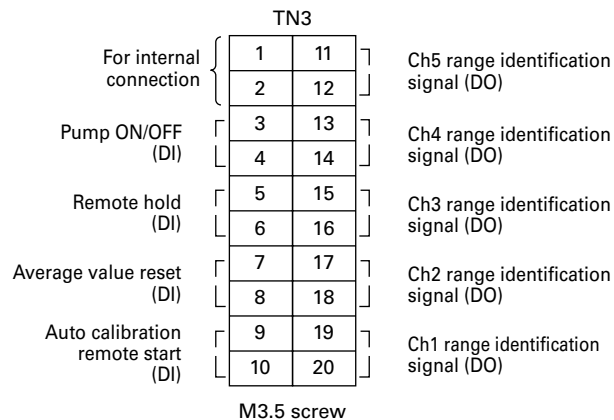 TN3
For internal
connection
1 11
2 12
Ch5 range identification
signal (DO)
Pump ON/OFF
(DI)
3 13
4 14
Ch4 range identification
signal (DO)
Remote hold
(DI)
5 15
6 16
Ch3 range identification
signal (DO)
Average value reset
(DI)
7 17
8 18
Ch2 range identification
signal (DO)
Auto calibration
remote start
(DI)
9 19
10 20
Ch1 range identification
signal (DO)
M3.5 screw